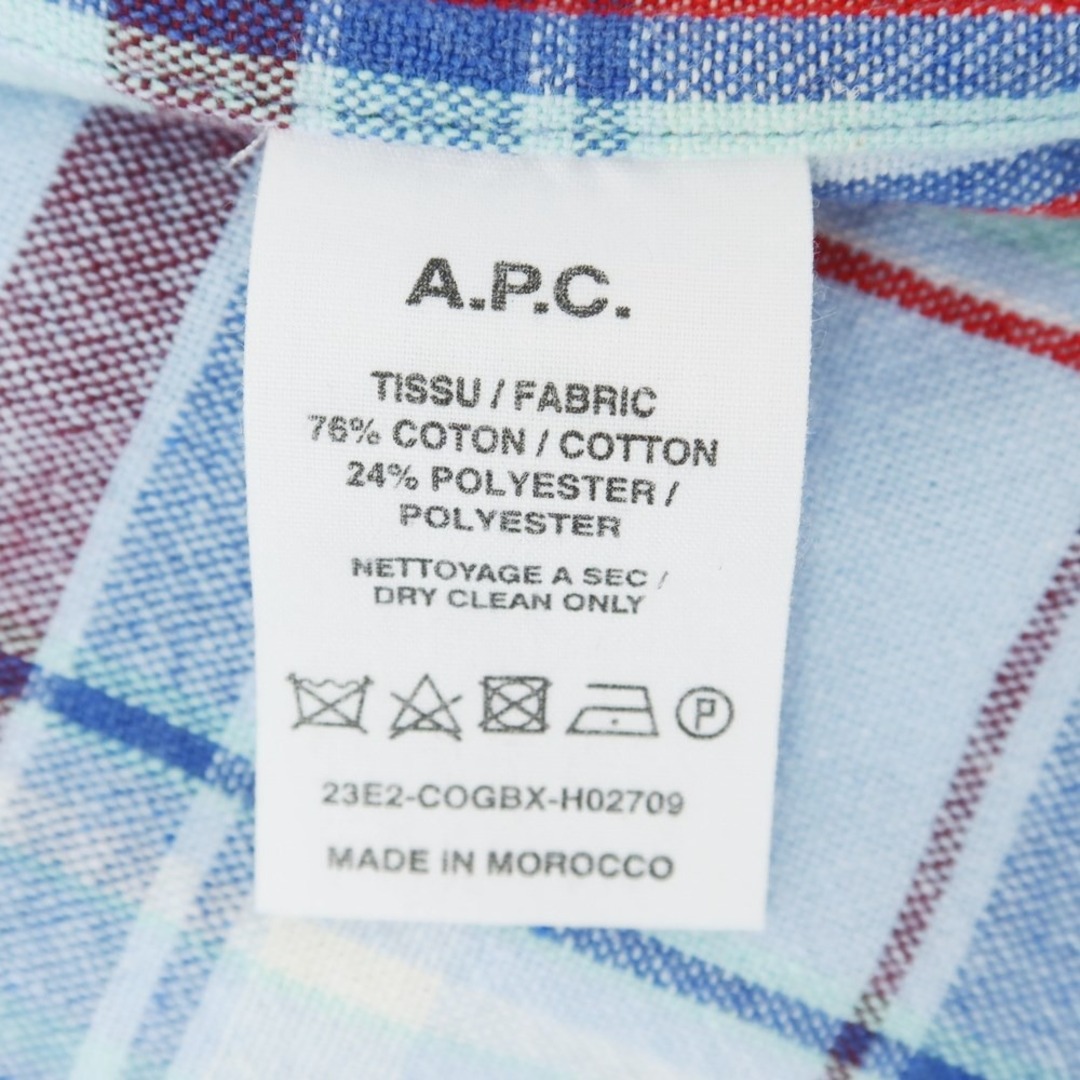 A.P.C.
TISSU / FABRIC
76% COTON / COTTON
24% POLYESTER /
POLYESTER
NETTOYAGE A SEC /
DRY CLEAN ONLY
P
23E2-COGBX-H02709
MADE IN MOROCCO